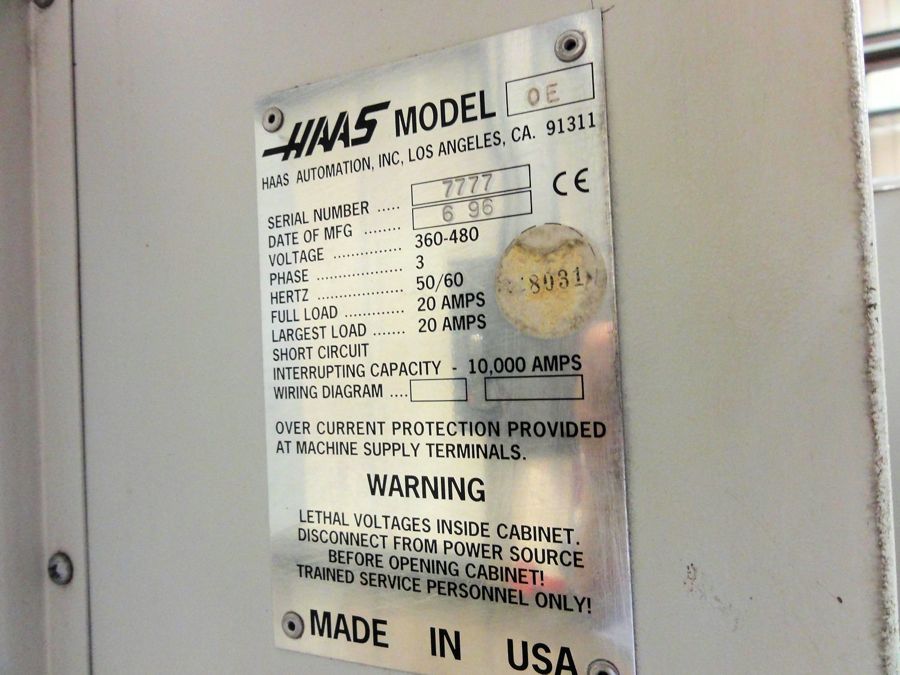 HAAS MODEL OE
HAAS AUTOMATION, INC, LOS ANGELES, CA. 91311
SERIAL NUMBER ..... 7777 CE
DATE OF MFG ........ 6 96
VOLTAGE .............. 360-480
PHASE .................. 3
HERTZ .................. 50/60
FULL LOAD ............. 20 AMPS
LARGEST LOAD ....... 20 AMPS
SHORT CIRCUIT
INTERRUPTING CAPACITY - 10,000 AMPS
WIRING DIAGRAM ....
8031
OVER CURRENT PROTECTION PROVIDED
AT MACHINE SUPPLY TERMINALS.
WARNING
LETHAL VOLTAGES INSIDE CABINET.
DISCONNECT FROM POWER SOURCE
BEFORE OPENING CABINET!
TRAINED SERVICE PERSONNEL ONLY!
MADE IN USA